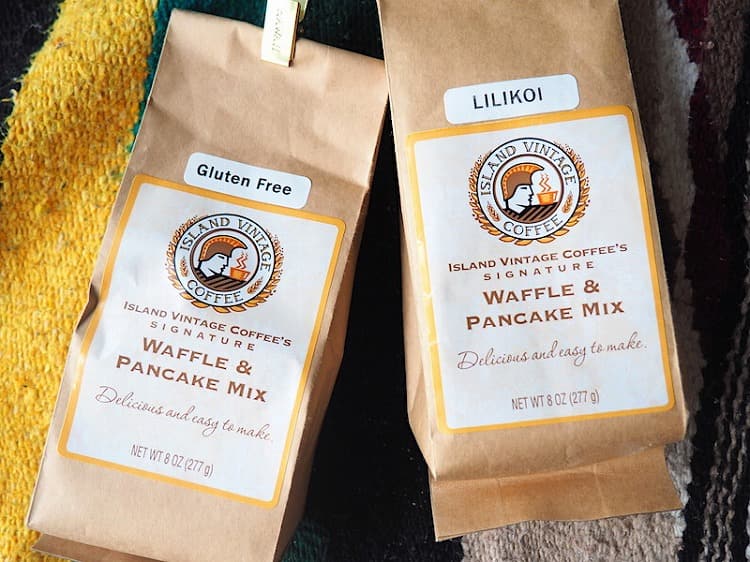 Gluten Free
ISLAND VINTAGE
COFFEE
ISLAND VINTAGE COFFEE'S
SIGNATURE
WAFFLE &
PANCAKE MIX
Delicious and easy to make.
NET WT 8 OZ (277 g)
LILIKOI
ISLAND VINTAGE
COFFEE
ISLAND VINTAGE COFFEE'S
SIGNATURE
WAFFLE &
PANCAKE MIX
Delicious and easy to make.
NET WT 8 OZ (277 g)